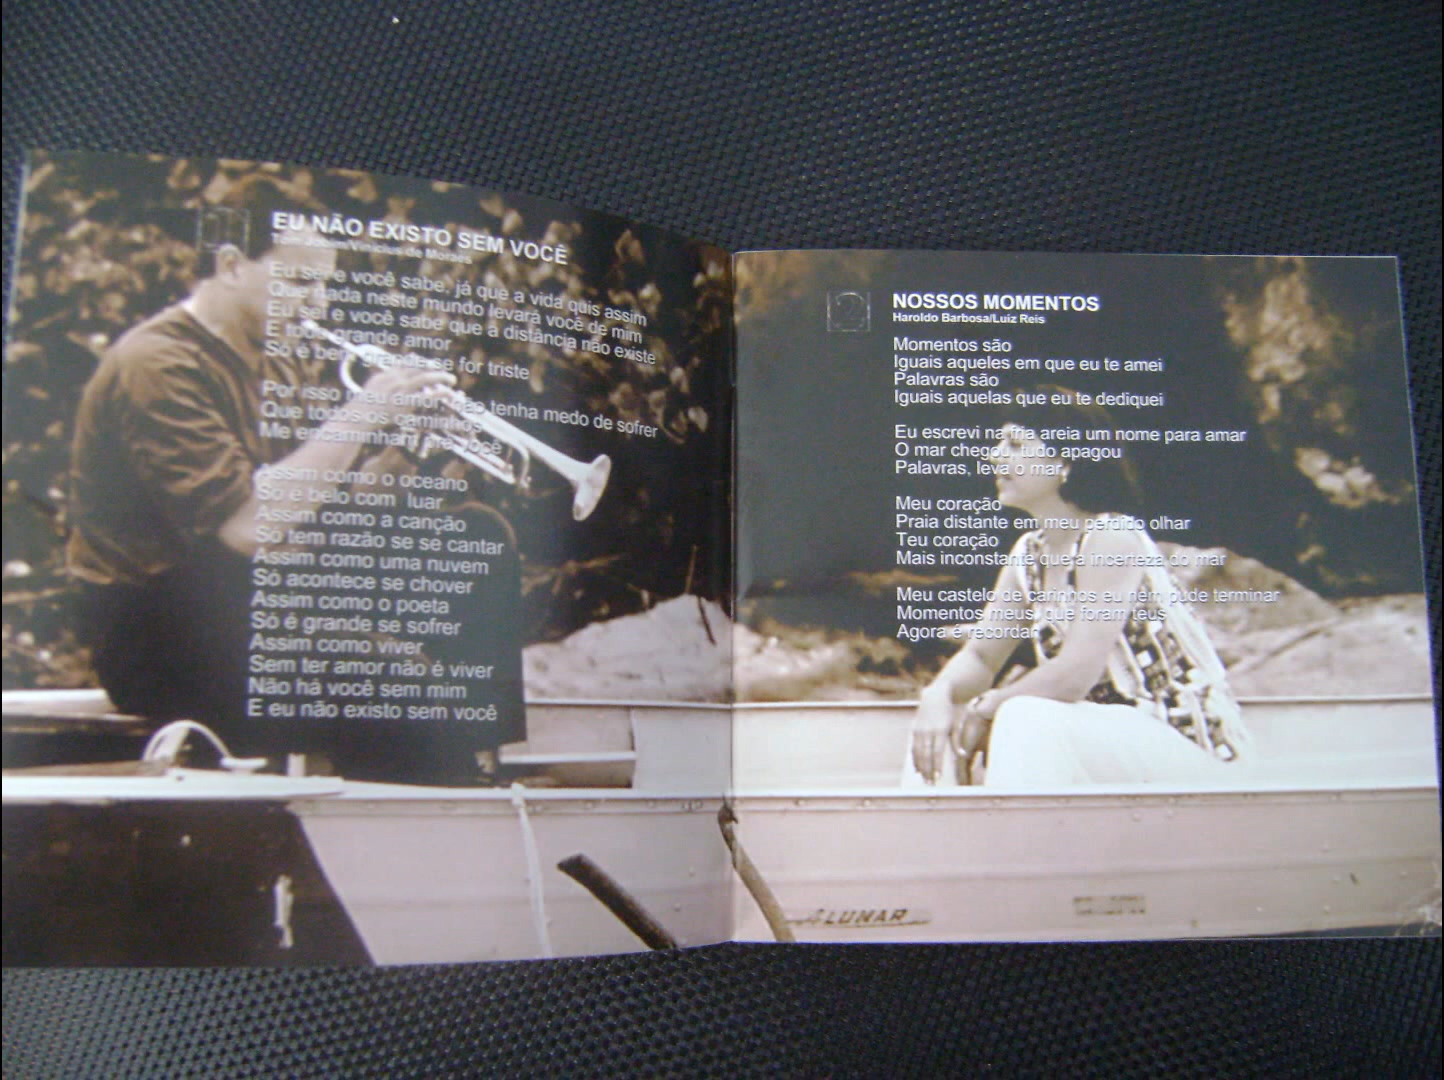 1
EU NÃO EXISTO SEM VOCÊ
Tom Jobim/Vinicius de Moraes
Eu sei e você sabe, já que a vida quis assim
Que nada neste mundo levará você de mim
Eu sei e você sabe que a distância não existe
E todo grande amor
Só é bem grande se for triste
Por isso meu amor, não tenha medo de sofrer
Que todos os caminhos
Me encaminham pra você
Assim como o oceano
Só é belo com luar
Assim como a canção
Só tem razão se se cantar
Assim como uma nuvem
Só acontece se chover
Assim como o poeta
Só é grande se sofrer
Assim como viver
Sem ter amor não é viver
Não há você sem mim
E eu não existo sem você
2
NOSSOS MOMENTOS
Haroldo Barbosa/Luiz Reis
Momentos são
Iguais aqueles em que eu te amei
Palavras são
Iguais aquelas que eu te dediquei
Eu escrevi na fria areia um nome para amar
O mar chegou, tudo apagou
Palavras, leva o mar
Meu coração
Praia distante em meu perdido olhar
Teu coração
Mais inconstante que a incerteza do mar
Meu castelo de carinhos eu nem pude terminar
Momentos meus, que foram teus
Agora é recordar
ALUMAR